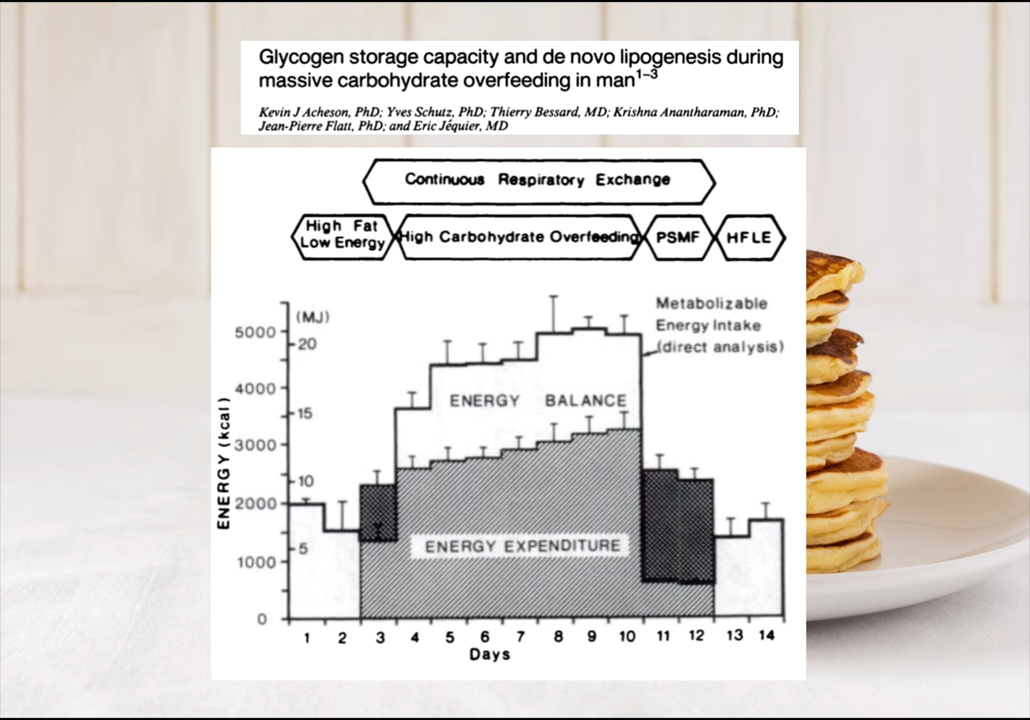 Glycogen storage capacity and de novo lipogenesis during
massive carbohydrate overfeeding in man1-3
Kevin J Acheson, PhD; Yves Schutz, PhD; Thierry Bessard, MD; Krishna Anantharaman, PhD;
Jean-Pierre Flatt, PhD; and Eric Jéquier, MD
Continuous Respiratory Exchange
High Fat
Low Energy
High Carbohydrate Overfeeding
PSMF
HFLE
Metabolizable
Energy Intake
(direct analysis)
(MJ)
5000
20
4000
15
3000
10
2000
5
1000
0
ENERGY (kcal)
ENERGY BALANCE
ENERGY EXPENDITURE
1 2 3 4 5 6 7 8 9 10 11 12 13 14
Days